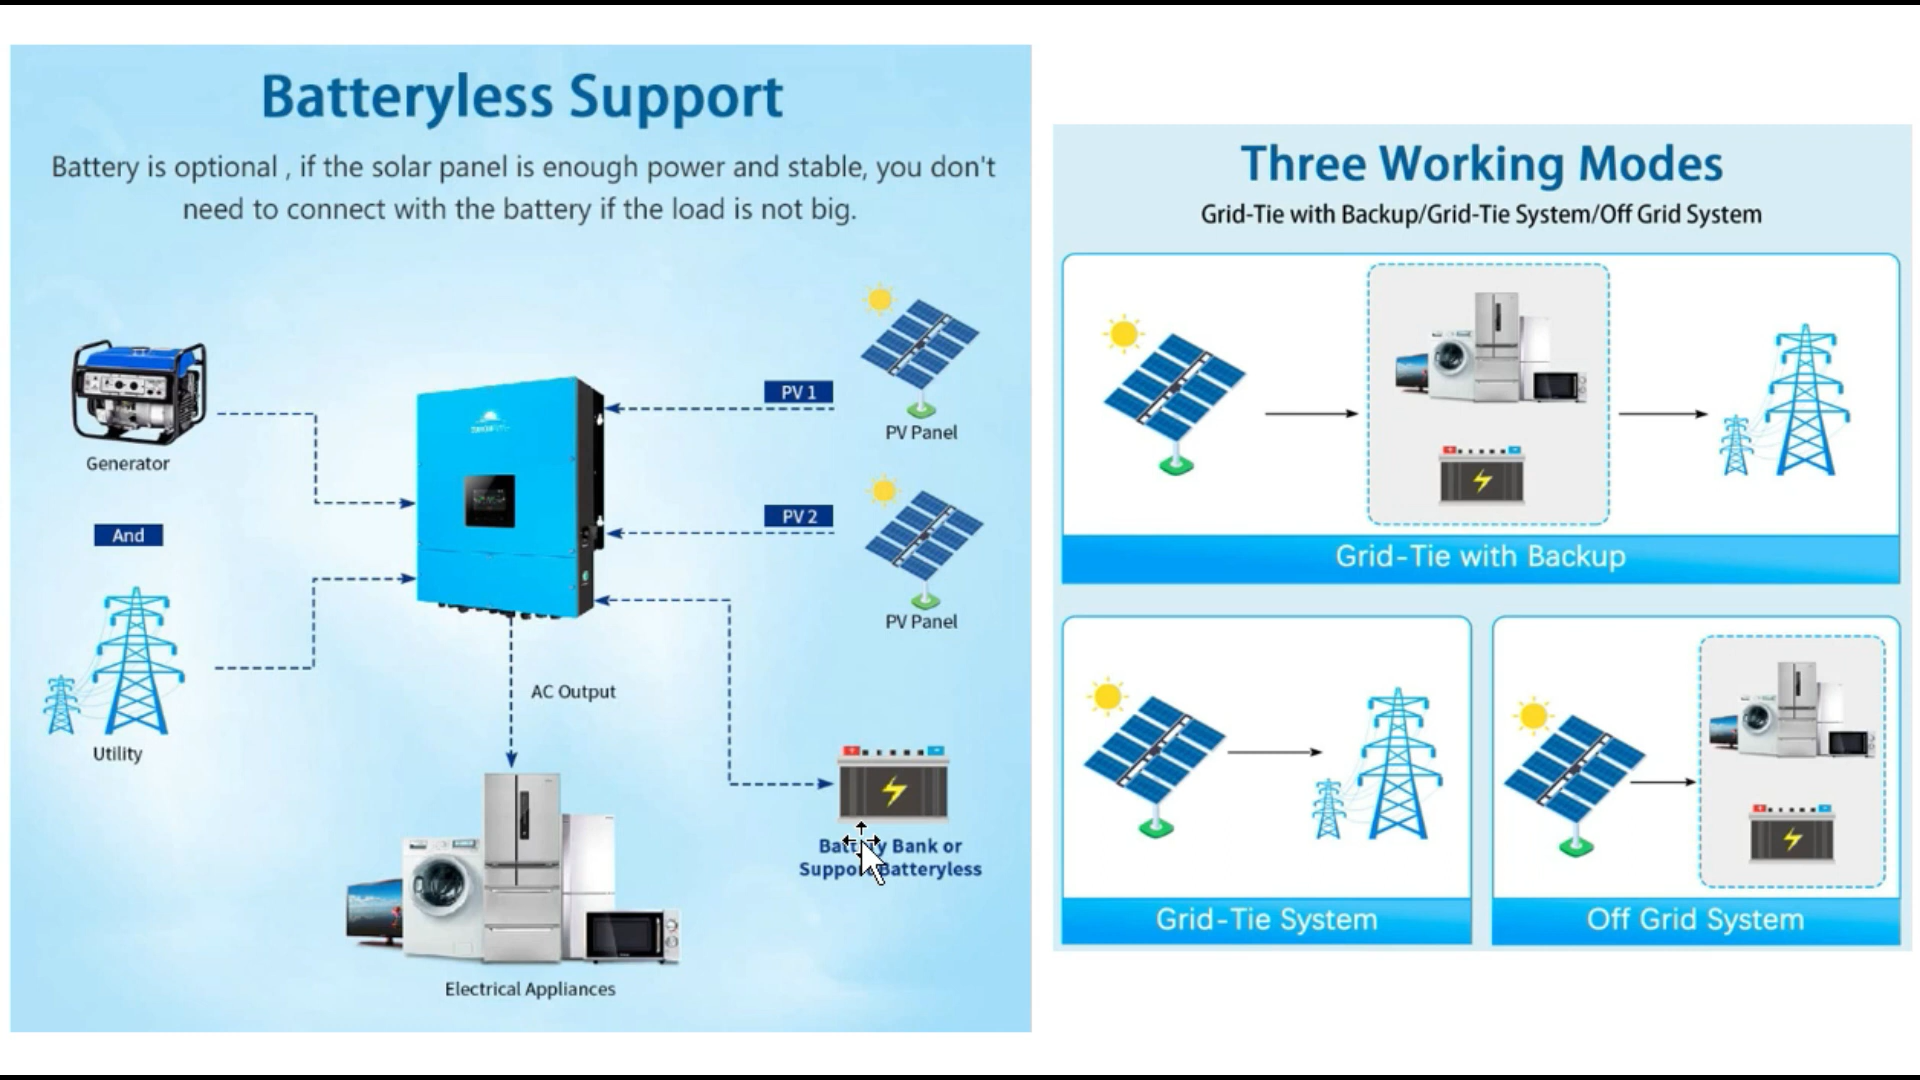 Batteryless Support
Battery is optional , if the solar panel is enough power and stable, you don't
need to connect with the battery if the load is not big.
Generator
And
Utility
PV 1
PV Panel
PV 2
PV Panel
AC Output
Battery Bank or
Support Batteryless
Electrical Appliances
Three Working Modes
Grid-Tie with Backup/Grid-Tie System/Off Grid System
Grid-Tie with Backup
Grid-Tie System
Off Grid System